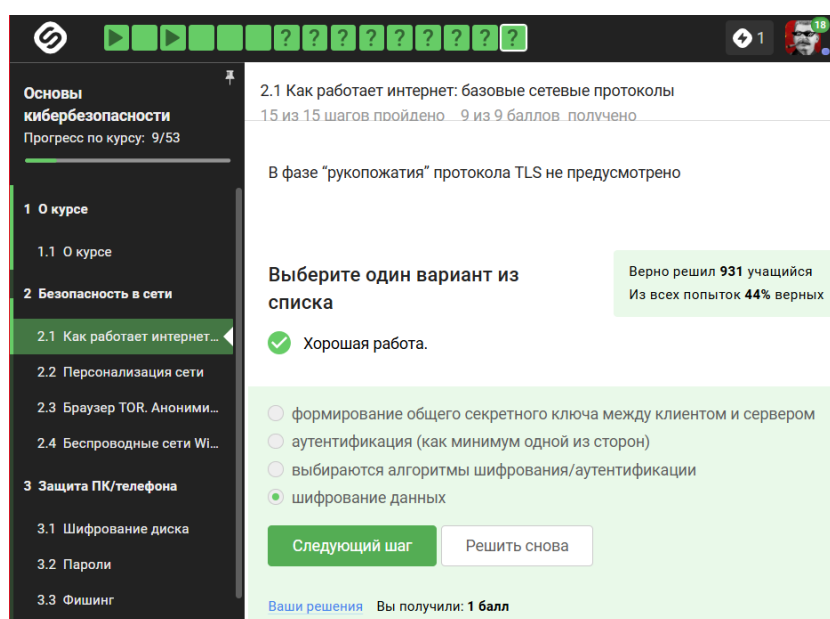 ? ? ? ? ? ? ? ? ?
1
18
Основы
кибербезопасности
Прогресс по курсу: 9/53
1 О курсе
1.1 О курсе
2 Безопасность в сети
2.1 Как работает интернет...
2.2 Персонализация сети
2.3 Браузер TOR. Аноними...
2.4 Беспроводные сети Wi...
3 Защита ПК/телефона
3.1 Шифрование диска
3.2 Пароли
3.3 Фишинг
2.1 Как работает интернет: базовые сетевые протоколы
15 из 15 шагов пройдено 9 из 9 баллов получено
В фазе “рукопожатия” протокола TLS не предусмотрено
Выберите один вариант из
списка
Верно решил 931 учащийся
Из всех попыток 44% верных
Хорошая работа.
формирование общего секретного ключа между клиентом и сервером
аутентификация (как минимум одной из сторон)
выбираются алгоритмы шифрования/аутентификации
шифрование данных
Следующий шаг
Решить снова
Ваши решения Вы получили: 1 балл